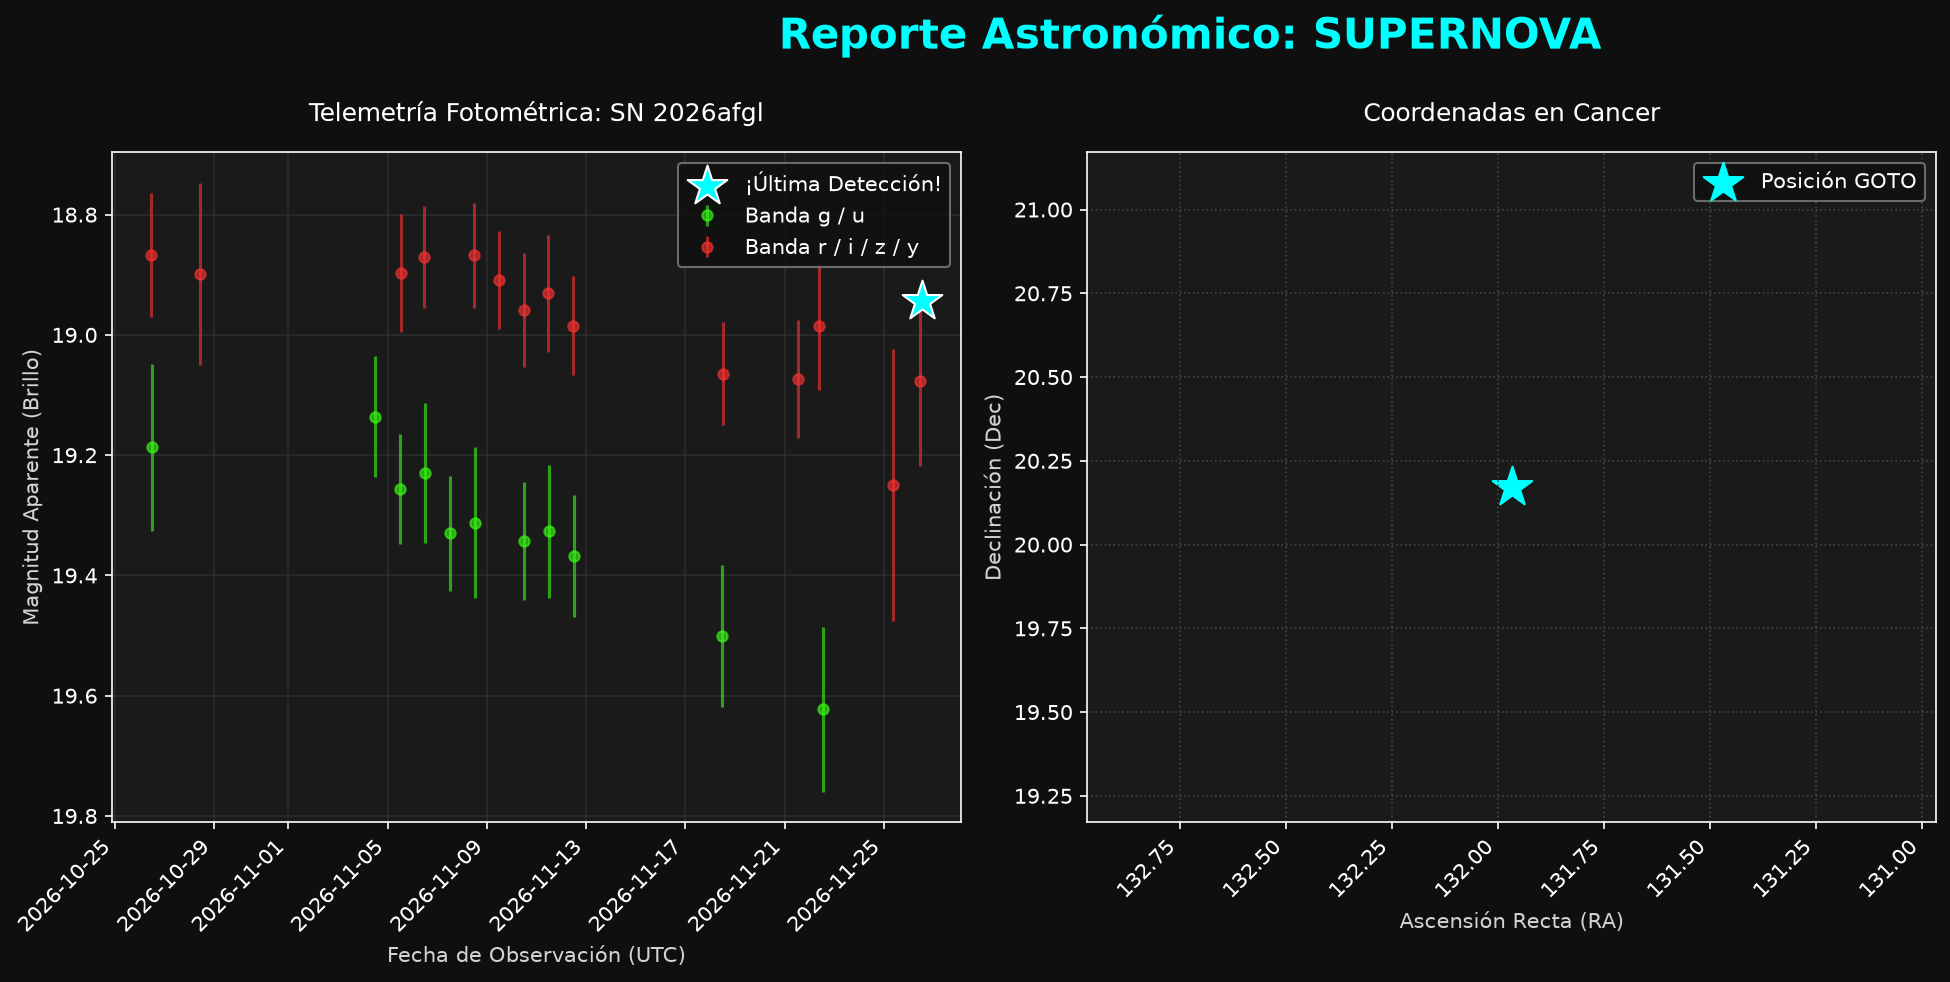 Reporte Astronómico: SUPERNOVA
Telemetría Fotométrica: SN 2026afgl
¡Última Detección!
Banda g / u
Banda r / i / z / y
Magnitud Aparente (Brillo)
18.8
19.0
19.2
19.4
19.6
19.8
2026-10-25
2026-10-29
2026-11-01
2026-11-05
2026-11-09
2026-11-13
2026-11-17
2026-11-21
2026-11-25
Fecha de Observación (UTC)
Coordenadas en Cancer
Posición GOTO
Declinación (Dec)
21.00
20.75
20.50
20.25
20.00
19.75
19.50
19.25
132.75
132.50
132.25
132.00
131.75
131.50
131.25
131.00
Ascensión Recta (RA)